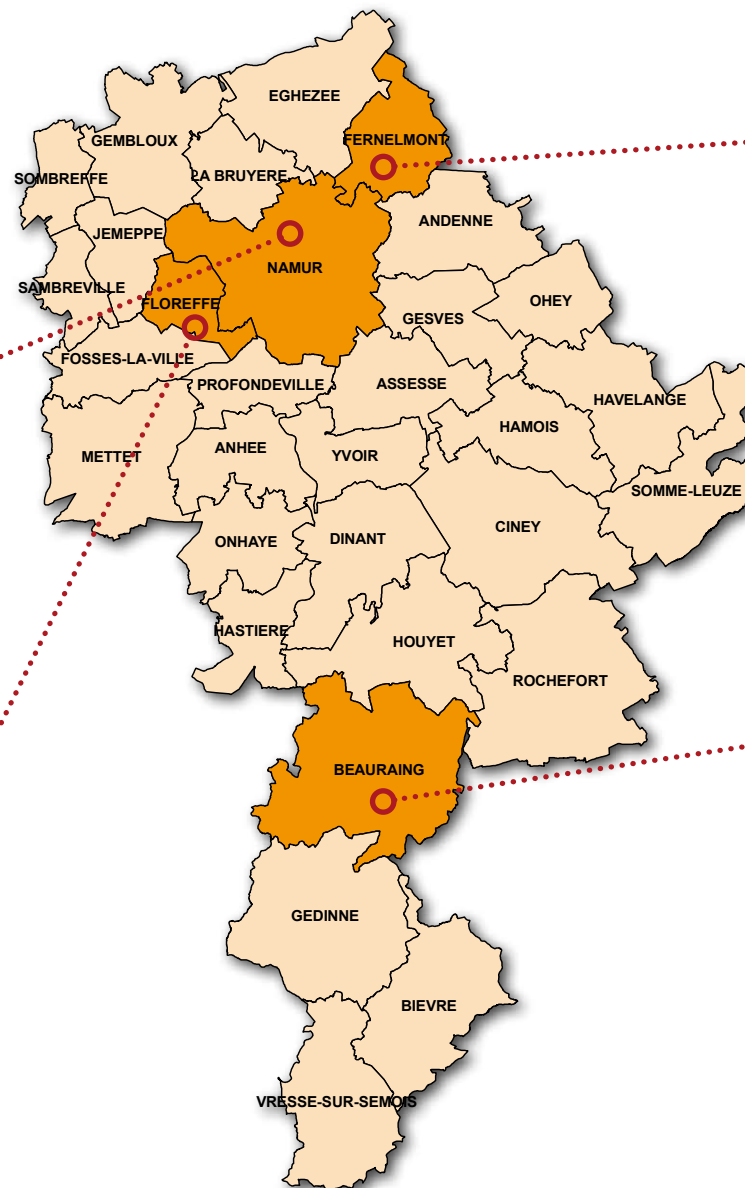 EGHEZEE
GEMBLOUX
FERNELMONT
SOMBREFFE
LA BRUYERE
ANDENNE
JEMEPPE
NAMUR
SAMBREVILLE
FLOREFFE
OHEY
GESVES
FOSSES-LA-VILLE
PROFONDEVILLE
ASSESSE
HAVELANGE
HAMOIS
METTET
ANHEE
YVOIR
SOMME-LEUZE
CINEY
ONHAYE
DINANT
HASTIERE
HOUYET
ROCHEFORT
BEAURAING
GEDINNE
BIEVRE
VRESSE-SUR-SEMOIS